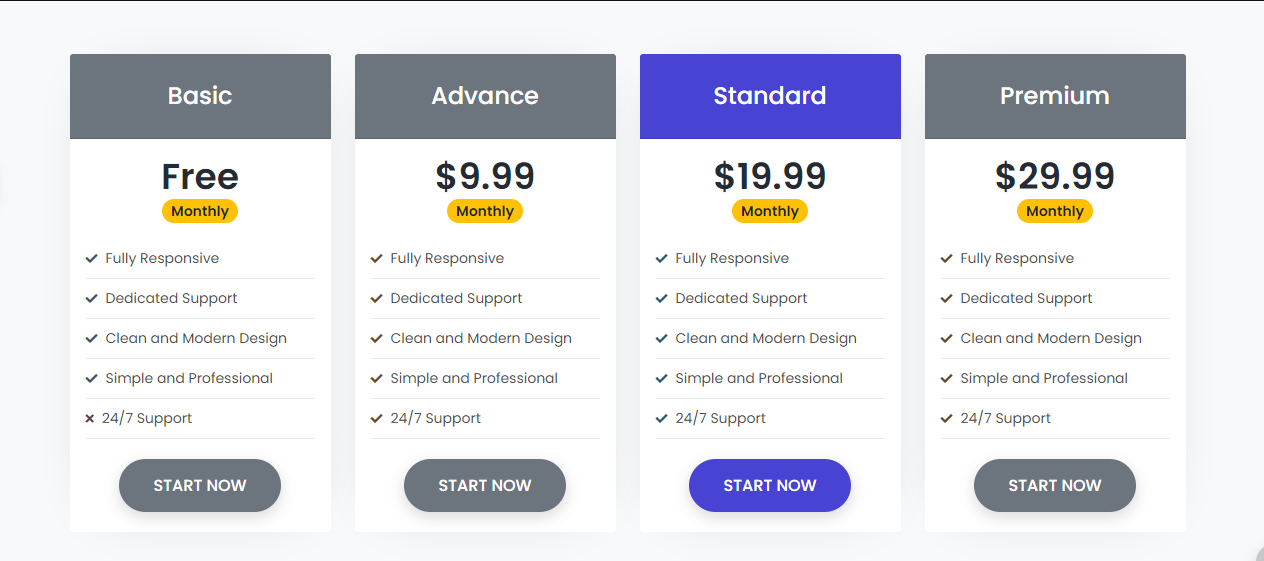 Basic
Free
Monthly
Fully Responsive
Dedicated Support
Clean and Modern Design
Simple and Professional
24/7 Support
START NOW
Advance
$9.99
Monthly
Fully Responsive
Dedicated Support
Clean and Modern Design
Simple and Professional
24/7 Support
START NOW
Standard
$19.99
Monthly
Fully Responsive
Dedicated Support
Clean and Modern Design
Simple and Professional
24/7 Support
START NOW
Premium
$29.99
Monthly
Fully Responsive
Dedicated Support
Clean and Modern Design
Simple and Professional
24/7 Support
START NOW